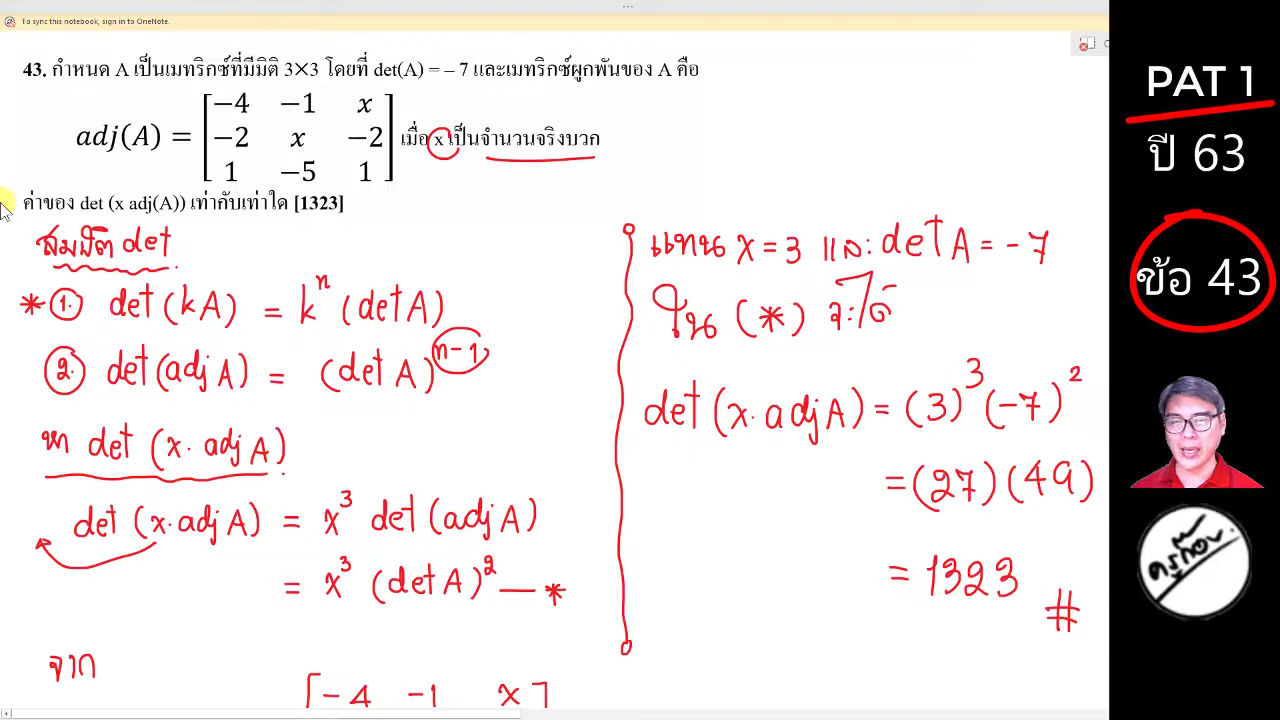 To sync this notebook, sign in to OneNote.
43. กำหนด A เป็นเมทริกซ์ที่มีมิติ 3×3 โดยที่ det(A) = – 7 และเมทริกซ์ผูกพันของ A คือ
adj(A) = [−4 −1 x
−2 x −2
1 −5 1] เมื่อ x เป็นจำนวนจริงบวก
ค่าของ det (x adj(A)) เท่ากับเท่าใด [1323]
สมบัติ det
* 1. det (kA) = k^n (det A)
2. det (adj A) = (det A)^(n-1)
หา det (x. adj A)
det (x.adj A) = x^3 det (adj A)
= x^3 (det A)^2 — *
จาก
[-4 -1 x]
แทน x = 3 และ det A = -7
ใน (*) จะได้
det (x. adj A) = (3)^3 (-7)^2
= (27) (49)
= 1323 #
PAT 1
ปี 63
ข้อ 43
ครูก๊อง